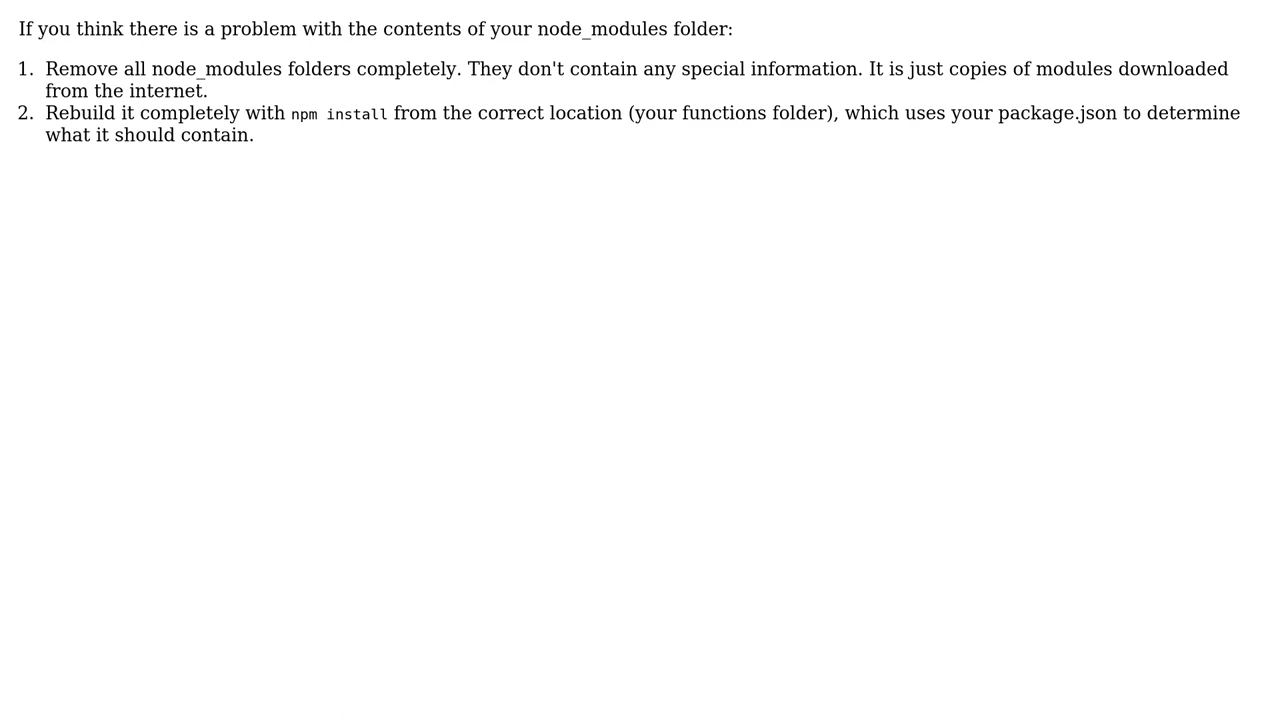 If you think there is a problem with the contents of your node_modules folder:
1. Remove all node_modules folders completely. They don't contain any special information. It is just copies of modules downloaded
from the internet.
2. Rebuild it completely with npm install from the correct location (your functions folder), which uses your package.json to determine
what it should contain.